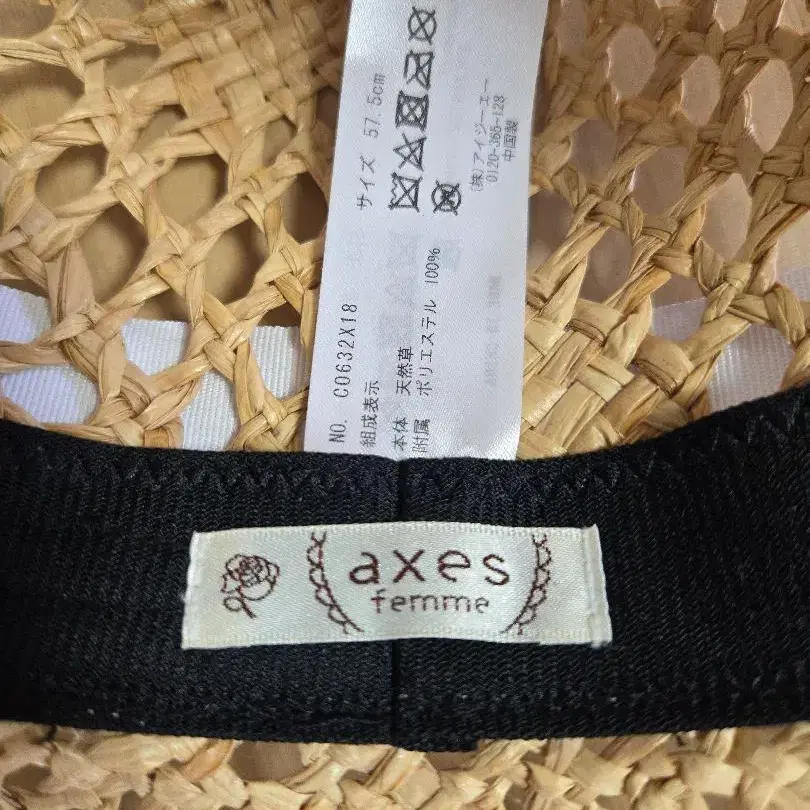 NO. C0632X18
サイズ 57.5cm
組成表示
本体 天然草
附属 ポリエステル 100%
(株)アイジーエー
0120-365-128
中国製
axes
femme